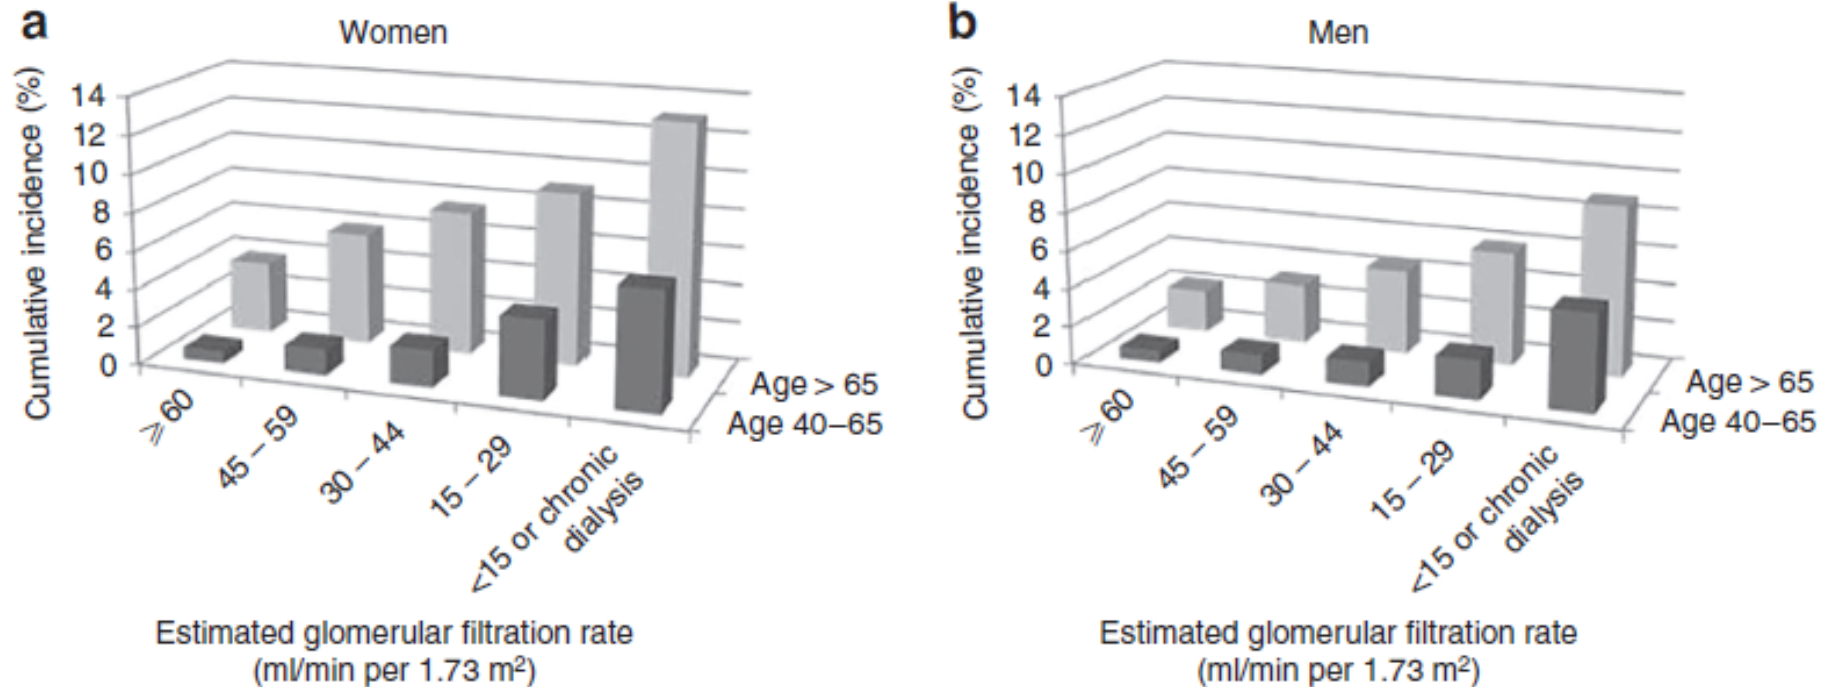 a
Women
Cumulative incidence (%)
14
12
10
8
6
4
2
0
⩾ 60
45 – 59
30 – 44
15 – 29
<15 or chronic
dialysis
Age > 65
Age 40–65
Estimated glomerular filtration rate
(ml/min per 1.73 m²)
b
Men
Cumulative incidence (%)
14
12
10
8
6
4
2
0
⩾ 60
45 – 59
30 – 44
15 – 29
<15 or chronic
dialysis
Age > 65
Age 40–65
Estimated glomerular filtration rate
(ml/min per 1.73 m²)